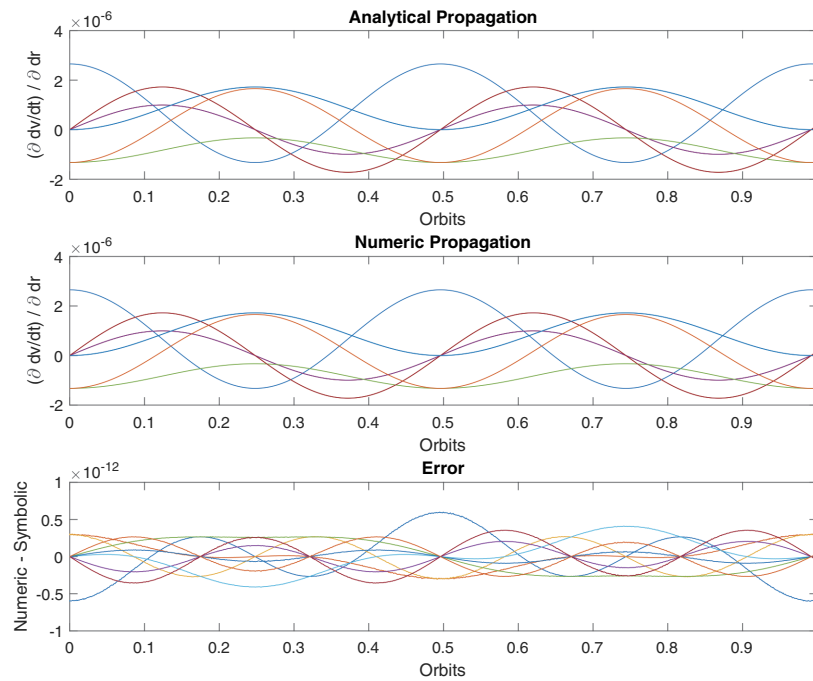 Analytical Propagation
×10⁻⁶
4
2
0
-2
(∂ dv/dt) / ∂ dr
0 0.1 0.2 0.3 0.4 0.5 0.6 0.7 0.8 0.9
Orbits
Numeric Propagation
×10⁻⁶
4
2
0
-2
(∂ dv/dt) / ∂ dr
0 0.1 0.2 0.3 0.4 0.5 0.6 0.7 0.8 0.9
Orbits
Error
×10⁻¹²
1
0.5
0
-0.5
-1
Numeric - Symbolic
0 0.1 0.2 0.3 0.4 0.5 0.6 0.7 0.8 0.9
Orbits